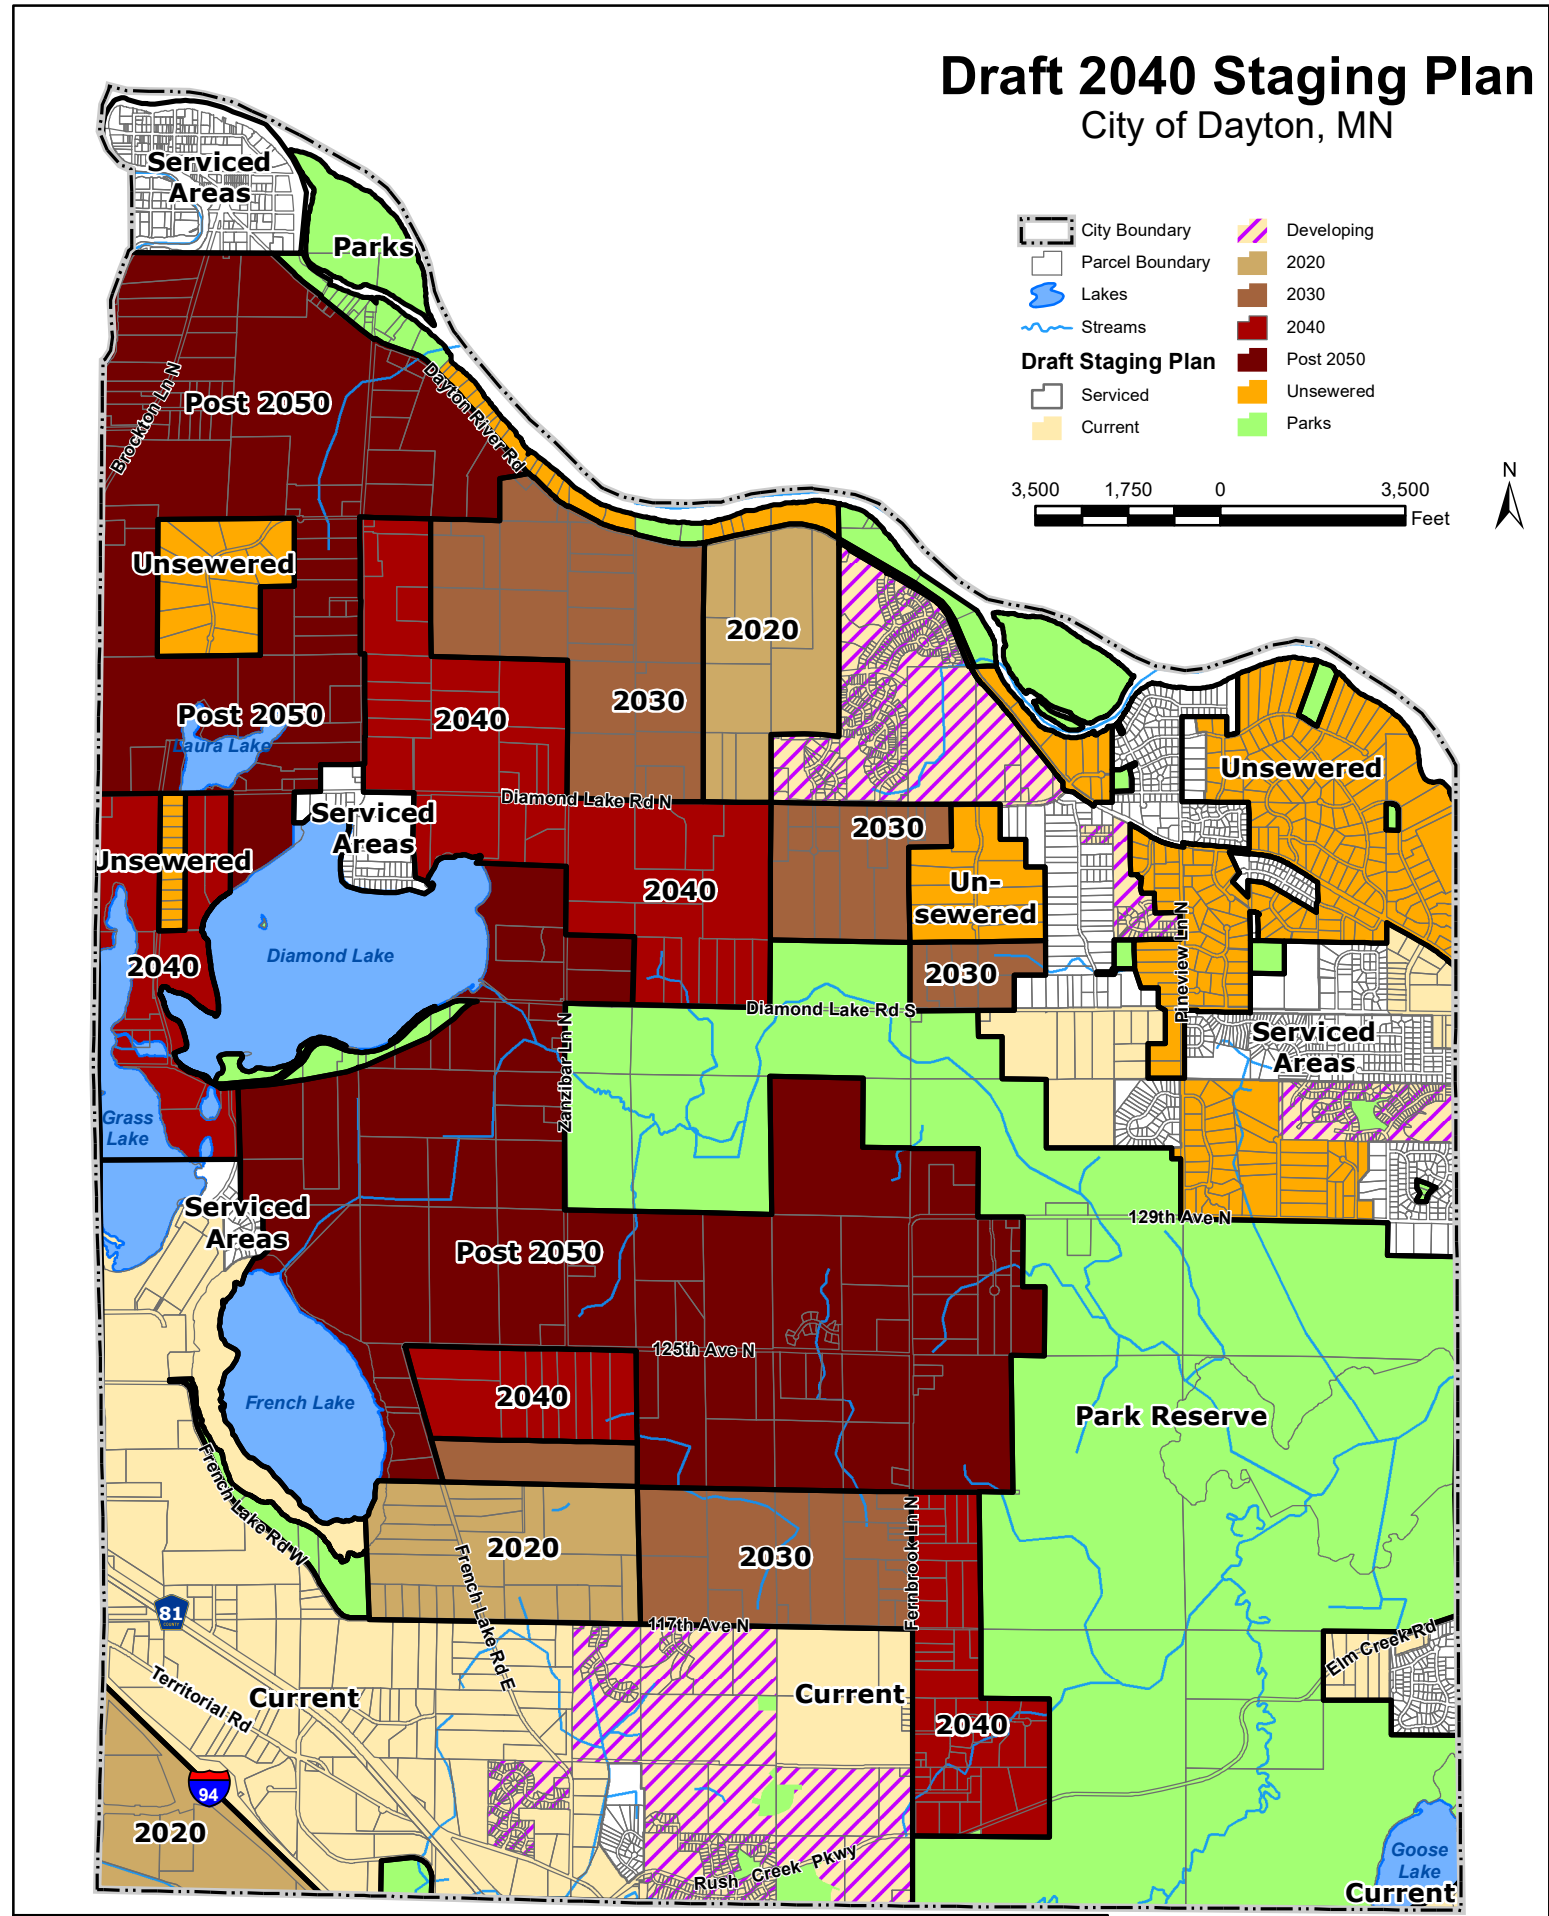 Draft 2040 Staging Plan
City of Dayton, MN
City Boundary
Parcel Boundary
Lakes
Streams
Draft Staging Plan
Serviced
Current
Developing
2020
2030
2040
Post 2050
Unsewered
Parks
3,500 1,750 0 3,500
Feet
N
Serviced
Areas
Parks
Brockton Ln N
Post 2050
Dayton River Rd
Unsewered
2020
2030
Post 2050
2040
Laura Lake
Unsewered
Diamond Lake Rd N
Serviced
Areas
2030
Unsewered
2040
Un-
sewered
Pineview Ln N
Diamond Lake
2040
2030
Diamond Lake Rd S
Zanzibar Ln N
Serviced
Areas
Grass
Lake
Serviced
Areas
129th Ave N
Post 2050
125th Ave N
2040
French Lake
Park Reserve
French Lake Rd W
2020
2030
Fernbrook Ln N
French Lake Rd E
81
COUNTY
117th Ave N
Elm Creek Rd
Territorial Rd
Current
Current
2040
94
2020
Rush Creek Pkwy
Goose
Lake
Current